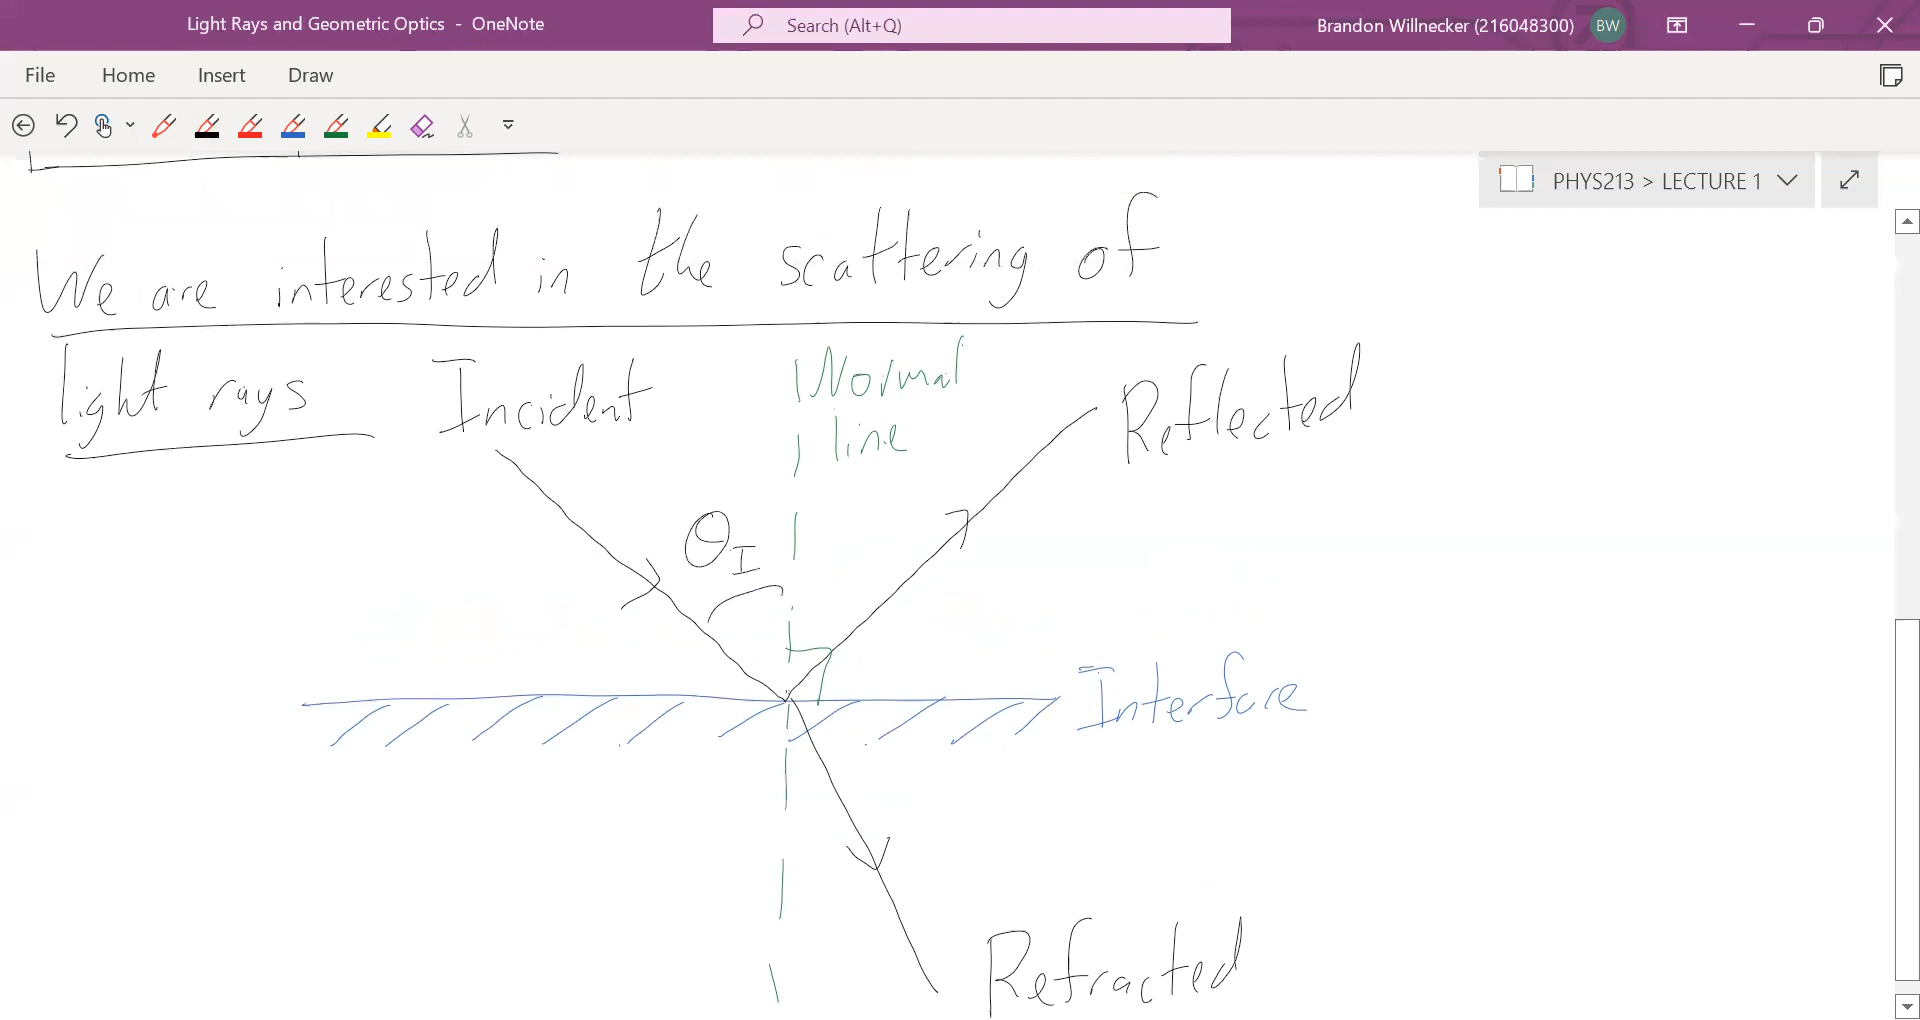 Light Rays and Geometric Optics - OneNote
Search (Alt+Q)
Brandon Willnecker (216048300)
BW
File
Home
Insert
Draw
PHYS213 > LECTURE 1
We are interested in the scattering of
light rays
Incident
Normal
line
Reflected
θI
Interface
Refracted